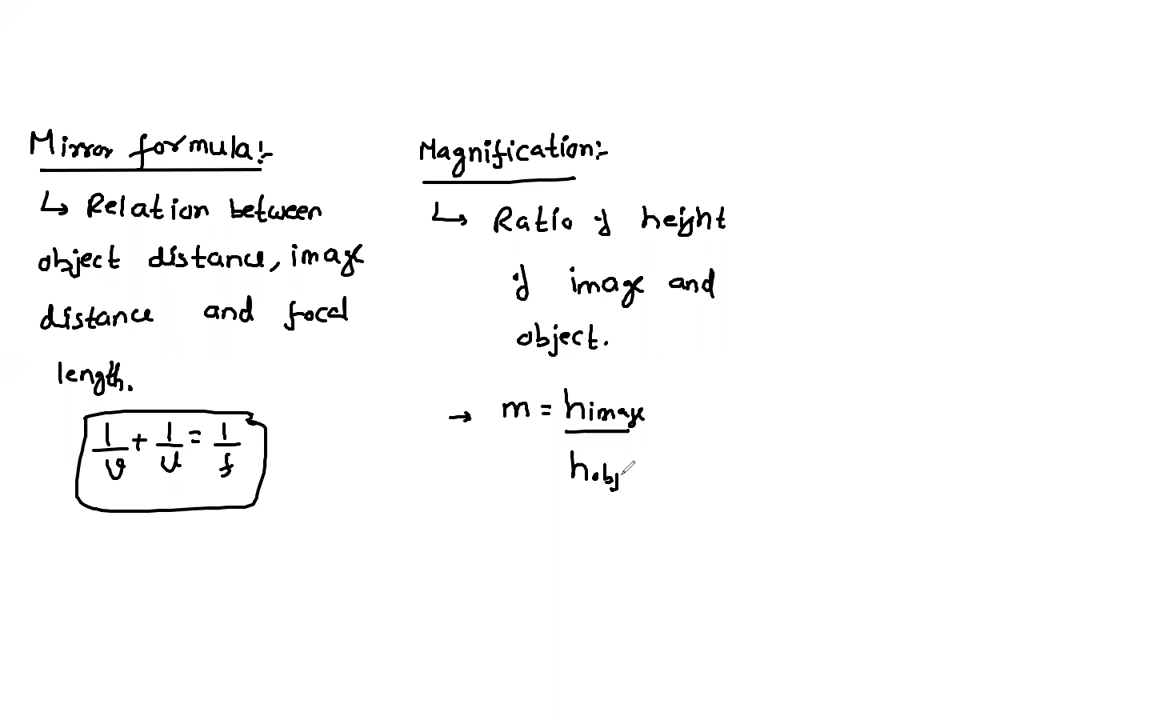 Mirror formula:-
↳ Relation between
object distance, image
distance and focal
length.
1/v + 1/u = 1/f
Magnification:-
↳ Ratio of height
of image and
object.
→ m = himage
hobj